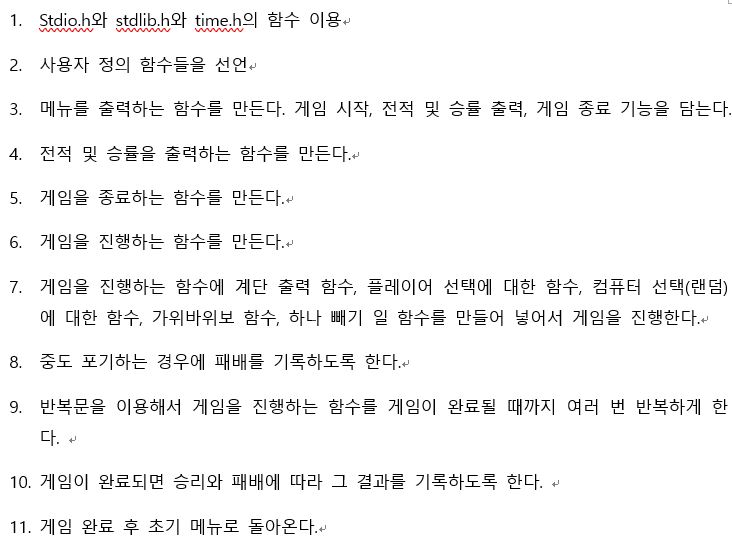 1. Stdio.h와 stdlib.h와 time.h의 함수 이용
2. 사용자 정의 함수들을 선언
3. 메뉴를 출력하는 함수를 만든다. 게임 시작, 전적 및 승률 출력, 게임 종료 기능을 담는다.
4. 전적 및 승률을 출력하는 함수를 만든다.
5. 게임을 종료하는 함수를 만든다.
6. 게임을 진행하는 함수를 만든다.
7. 게임을 진행하는 함수에 계단 출력 함수, 플레이어 선택에 대한 함수, 컴퓨터 선택(랜덤)
에 대한 함수, 가위바위보 함수, 하나 빼기 일 함수를 만들어 넣어서 게임을 진행한다.
8. 중도 포기하는 경우에 패배를 기록하도록 한다.
9. 반복문을 이용해서 게임을 진행하는 함수를 게임이 완료될 때까지 여러 번 반복하게 한
다.
10. 게임이 완료되면 승리와 패배에 따라 그 결과를 기록하도록 한다.
11. 게임 완료 후 초기 메뉴로 돌아온다.